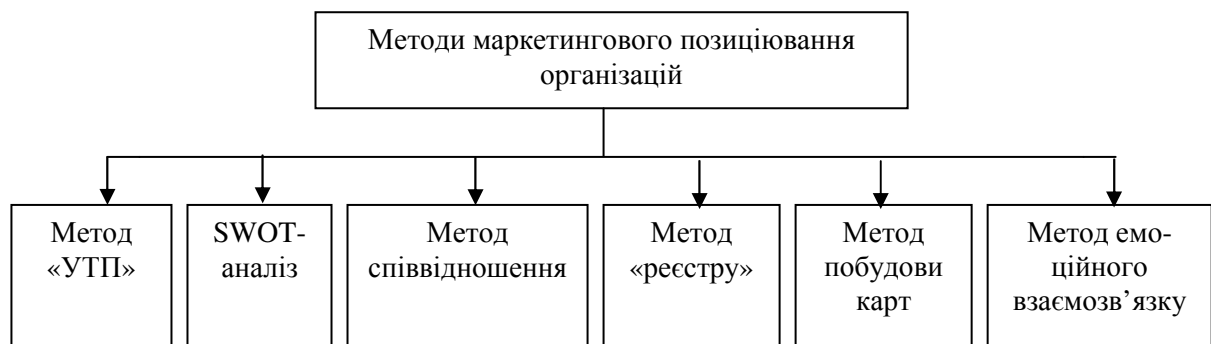 Методи маркетингового позиціювання
організацій
Метод
«УТП»
SWOT-
аналіз
Метод
співвідношення
Метод
«реєстру»
Метод
побудови
карт
Метод емо-
ційного
взаємозв’язку